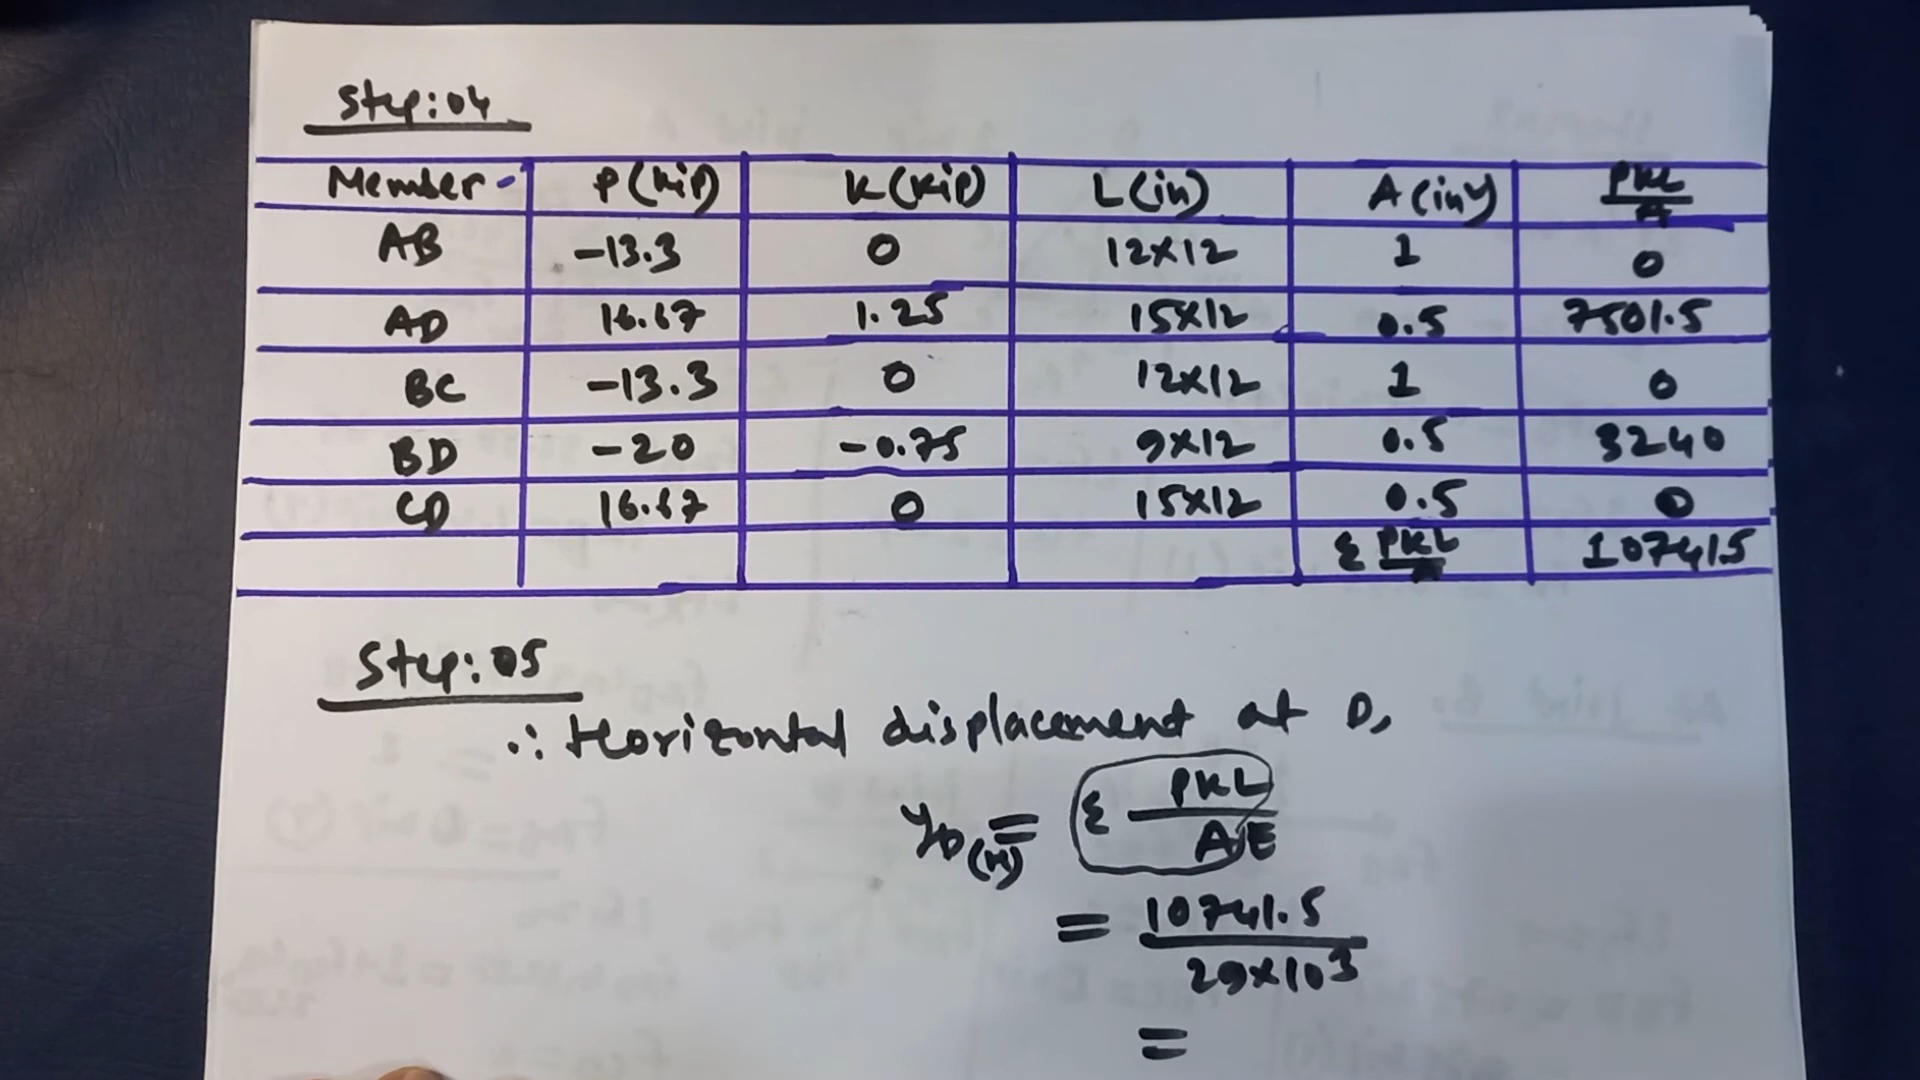 Step:04
Member P(kip) K(kip) L(in) A(in²) PKL/A
AB -13.3 0 12×12 1 0
AD 16.67 1.25 15×12 0.5 7501.5
BC -13.3 0 12×12 1 0
BD -20 -0.75 9×12 0.5 3240
CD 16.67 0 15×12 0.5 0
Σ PKL/A 10741.5
Step:05
∴ Horizontal displacement at D,
y_D(H) = Σ PKL/AE
= 10741.5/29×10³
=